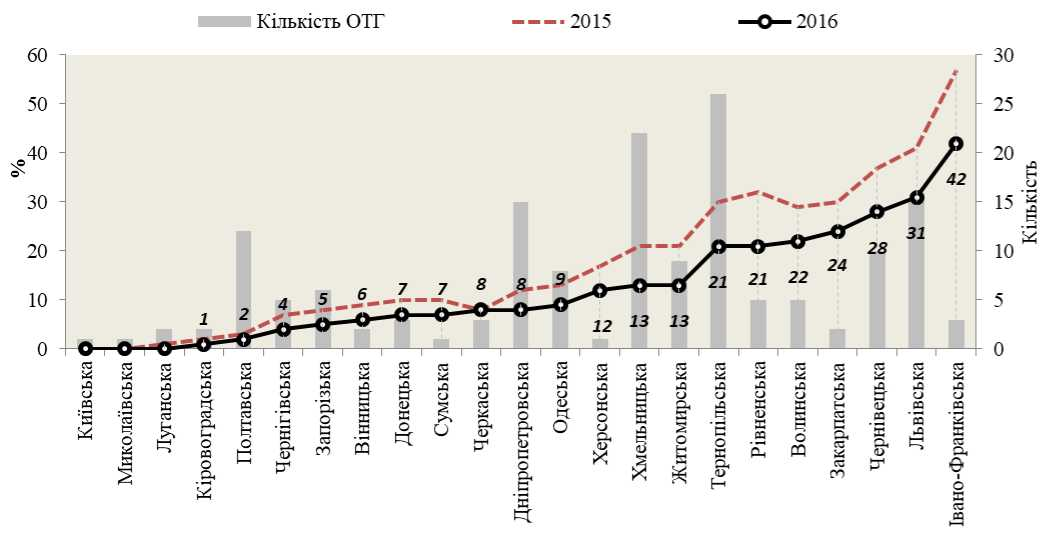 Кількість ОТГ 2015 2016
60 30
50 25
40 20
30 15
20 10
10 5
0 0
%
Кількість
1 2 4 5 6 7 7 8 8 9 12 13 13 21 21 22 24 28 31 42
Київська
Миколаївська
Луганська
Кіровоградська
Полтавська
Чернігівська
Запорізька
Вінницька
Донецька
Сумська
Черкаська
Дніпропетровська
Одеська
Херсонська
Хмельницька
Житомирська
Тернопільська
Рівненська
Волинська
Закарпатська
Чернівецька
Львівська
Івано-Франківська